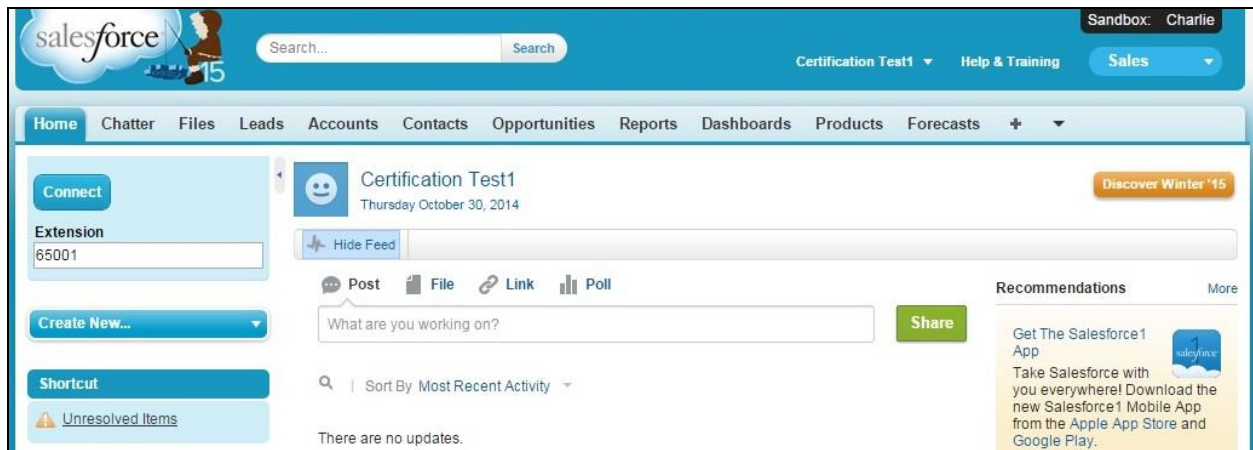 Sandbox: Charlie
salesforce
15
Search...
Search
Certification Test1
Help & Training
Sales
Home Chatter Files Leads Accounts Contacts Opportunities Reports Dashboards Products Forecasts +
Connect
Extension
65001
Create New...
Shortcut
Unresolved Items
Certification Test1
Thursday October 30, 2014
Discover Winter '15
Hide Feed
Post File Link Poll
What are you working on?
Share
Sort By Most Recent Activity
There are no updates.
Recommendations More
Get The Salesforce1
App
salesforce
1
Take Salesforce with
you everywhere! Download the
new Salesforce1 Mobile App
from the Apple App Store and
Google Play.